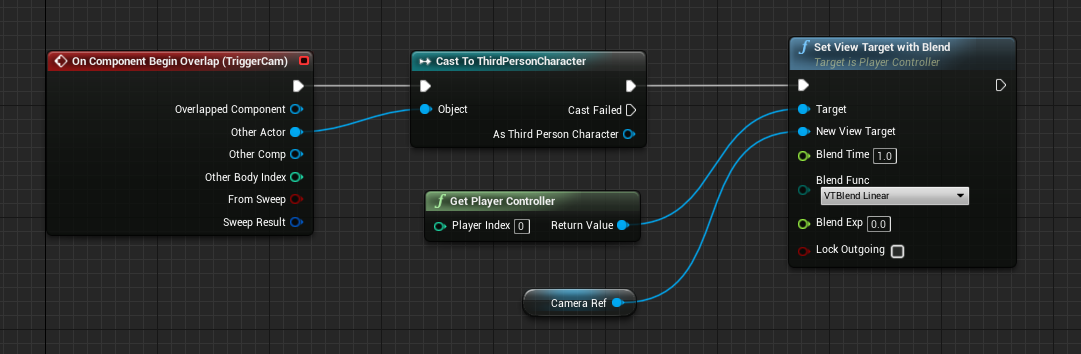 On Component Begin Overlap (TriggerCam)
Overlapped Component
Other Actor
Other Comp
Other Body Index
From Sweep
Sweep Result
Cast To ThirdPersonCharacter
Object
Cast Failed
As Third Person Character
f Get Player Controller
Player Index 0 Return Value
Camera Ref
f Set View Target with Blend
Target is Player Controller
Target
New View Target
Blend Time 1.0
Blend Func
VTBlend Linear
Blend Exp 0.0
Lock Outgoing